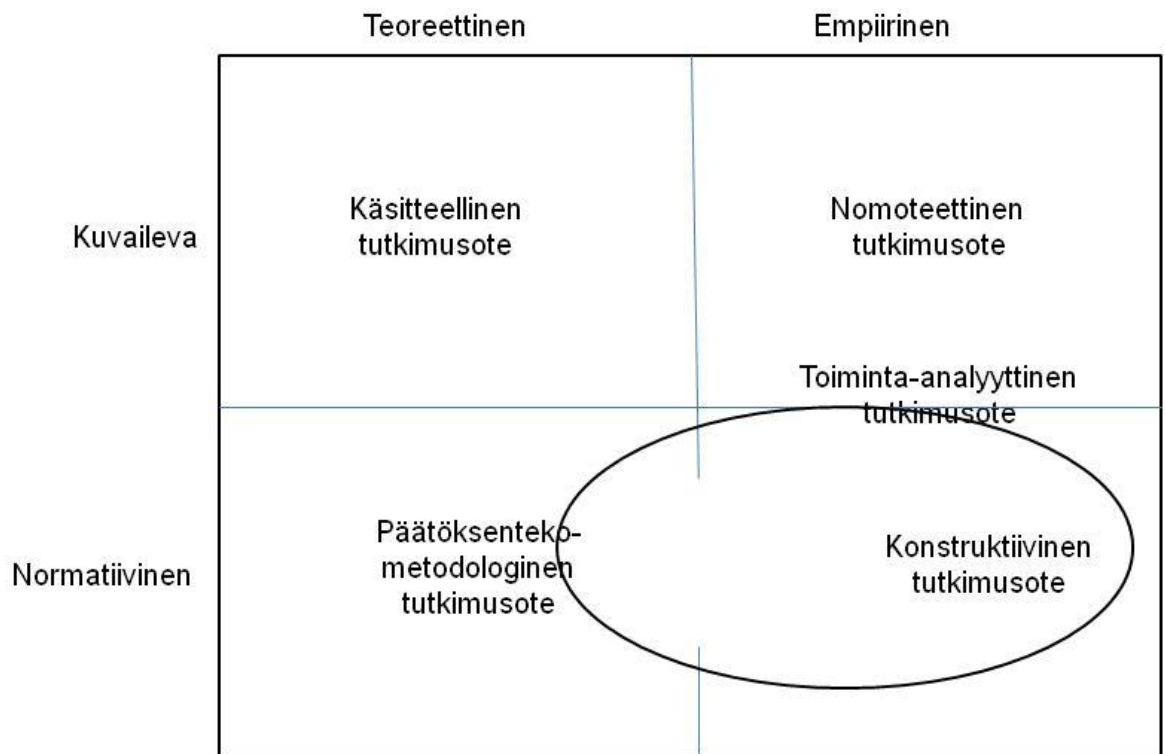 Teoreettinen
Empiirinen
Kuvaileva
Käsitteellinen
tutkimusote
Nomoteettinen
tutkimusote
Toiminta-analyyttinen
tutkimusote
Normatiivinen
Päätöksenteko-
metodologinen
tutkimusote
Konstruktiivinen
tutkimusote